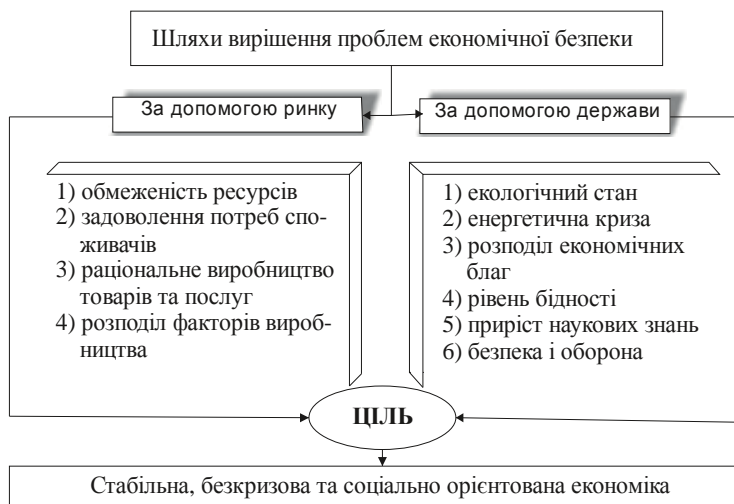 Шляхи вирішення проблем економічної безпеки
За допомогою ринку
За допомогою держави
1) обмеженість ресурсів
2) задоволення потреб спо-
живачів
3) раціональне виробництво
товарів та послуг
4) розподіл факторів вироб-
ництва
1) екологічний стан
2) енергетична криза
3) розподіл економічних
благ
4) рівень бідності
5) приріст наукових знань
6) безпека і оборона
ЦІЛЬ
Стабільна, безкризова та соціально орієнтована економіка